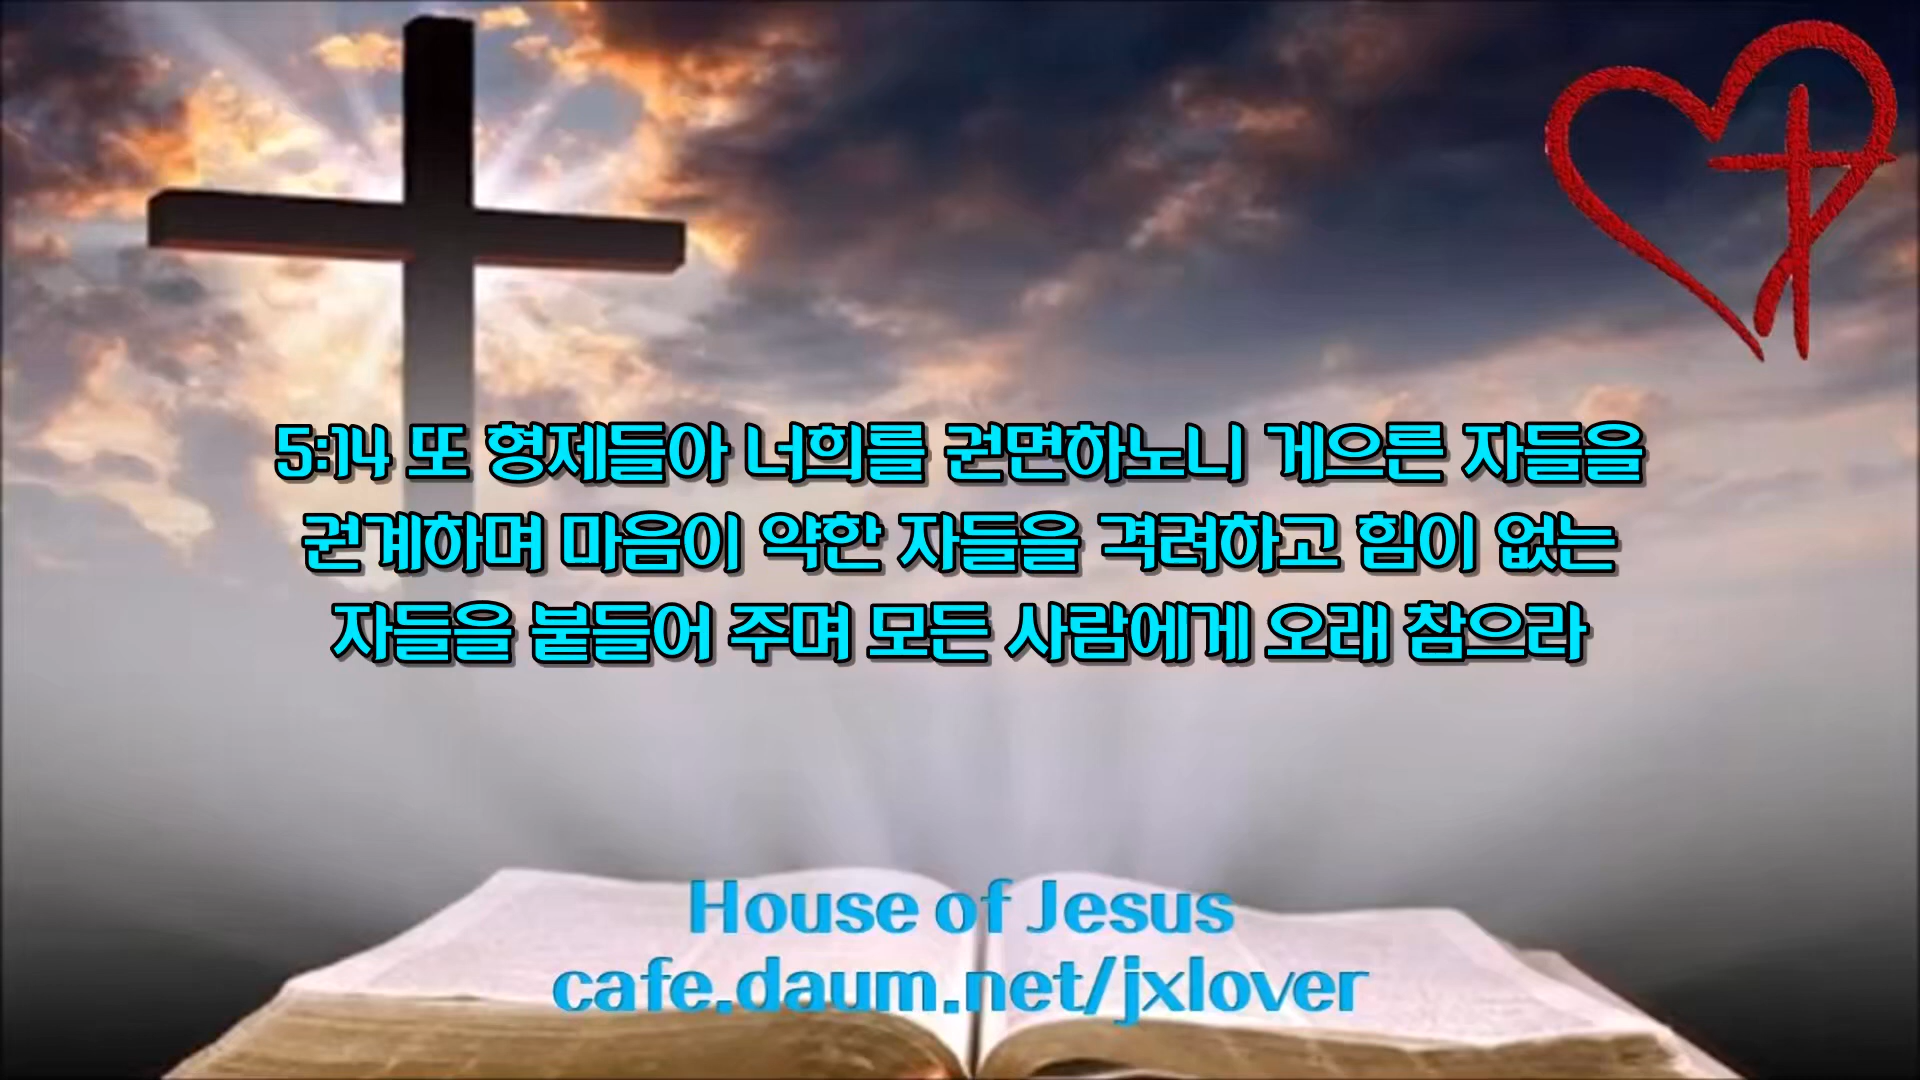 5:14 또 형제들아 너희를 권면하노니 게으른 자들을
권계하며 마음이 약한 자들을 격려하고 힘이 없는
자들을 붙들어 주며 모든 사람에게 오래 참으라
House of Jesus
cafe.daum.net/jxlover